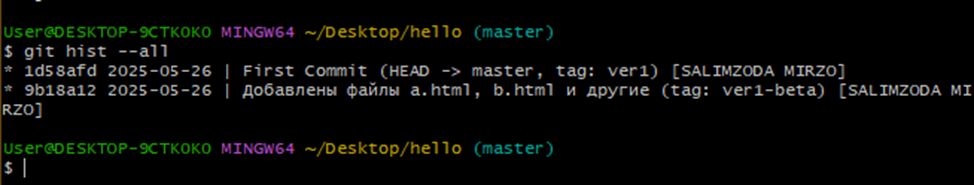 User@DESKTOP-9CTKOKO MINGW64 ~/Desktop/hello (master)
$ git hist --all
* 1d58afd 2025-05-26 | First Commit (HEAD -> master, tag: ver1) [SALIMZODA MIRZO]
* 9b18a12 2025-05-26 | Добавлены файлы a.html, b.html и другие (tag: ver1-beta) [SALIMZODA MI
RZO]
User@DESKTOP-9CTKOKO MINGW64 ~/Desktop/hello (master)
$